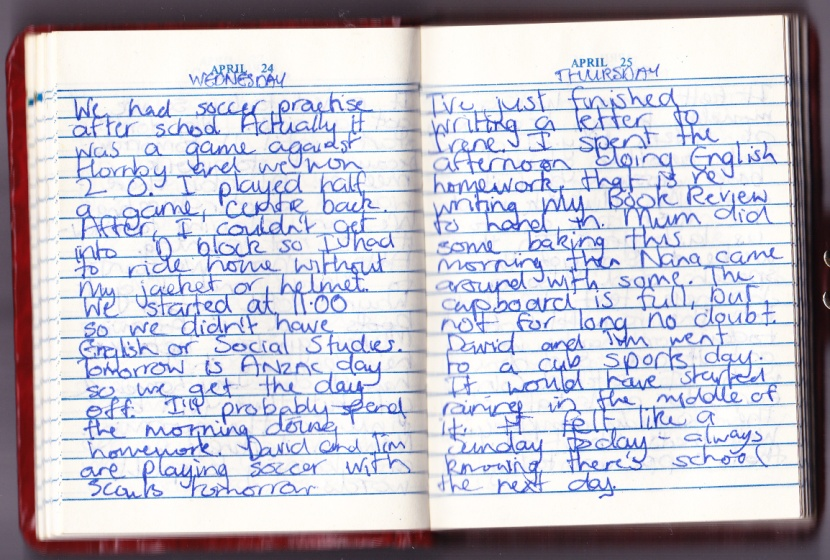 APRIL 24
WEDNESDAY
We had soccer practise
after school Actually it
was a game against
Hornby and we won
2 0. I played half
a game, centre back.
After, I couldn't get
into D block so I had
to ride home without
my jacket or helmet.
We started at 11.00
so we didn't have
English or Social Studies.
Tomorrow is ANZAC day
so we get the day
off. I'll probably spend
the morning doing
homework. David and Tim
are playing soccer with
Scouts tomorrow
APRIL 25
THURSDAY
I've just finished
writing a letter to
Irene. I spent the
afternoon doing English
homework, that is re
writing my Book Review
to hand in. Mum did
some baking this
morning then Nana came
around with some. The
cupboard is full, but
not for long no doubt.
David and Tim went
to a cub sports day.
It would have started
raining in the middle of
it. It felt like a
Sunday today - always
knowing there's school
the next day.